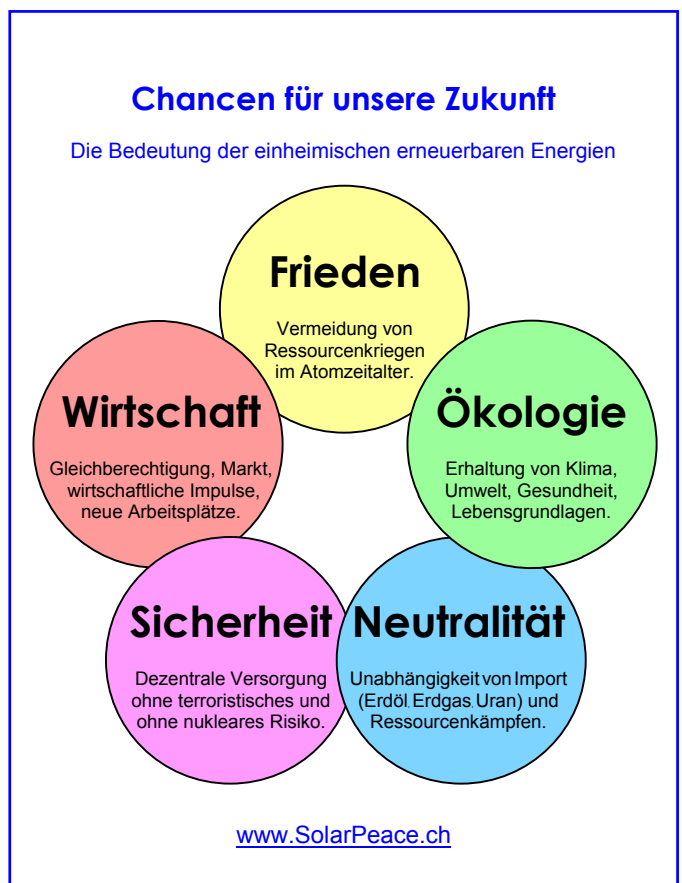 Chancen für unsere Zukunft
Die Bedeutung der einheimischen erneuerbaren Energien
Frieden
Vermeidung von
Ressourcenkriegen
im Atomzeitalter.
Wirtschaft
Gleichberechtigung, Markt,
wirtschaftliche Impulse,
neue Arbeitsplätze.
Ökologie
Erhaltung von Klima,
Umwelt, Gesundheit,
Lebensgrundlagen.
Sicherheit
Dezentrale Versorgung
ohne terroristisches und
ohne nukleares Risiko.
Neutralität
Unabhängigkeit von Import
(Erdöl, Erdgas, Uran) und
Ressourcenkämpfen.
www.SolarPeace.ch